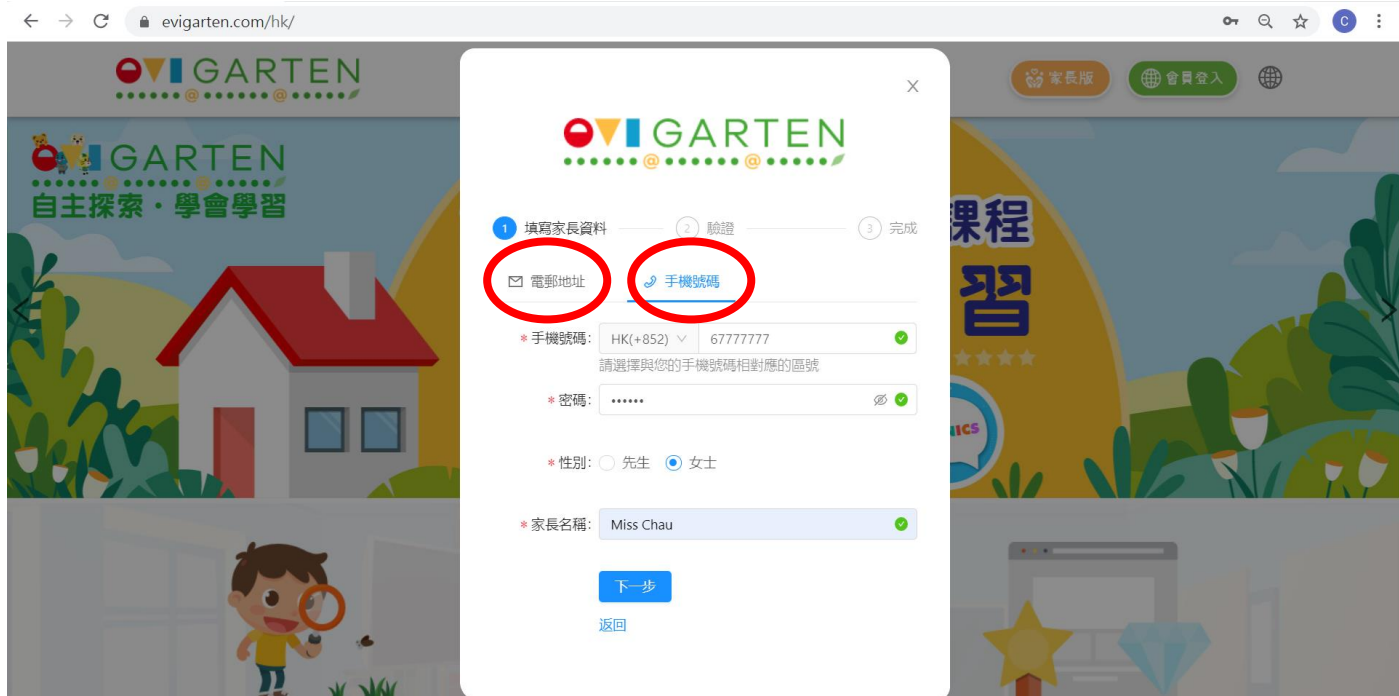 evigarten.com/hk/
C
OVI GARTEN
家長版
會員登入
X
OVI GARTEN
@ @
GARTEN
自主探索・學會學習
課程
習
ICS
1 填寫家長資料 2 驗證 3 完成
電郵地址 手機號碼
* 手機號碼: HK(+852) 67777777
請選擇與您的手機號碼相對應的區號
* 密碼: ••••••
* 性別: 先生 女士
* 家長名稱: Miss Chau
下一步
返回